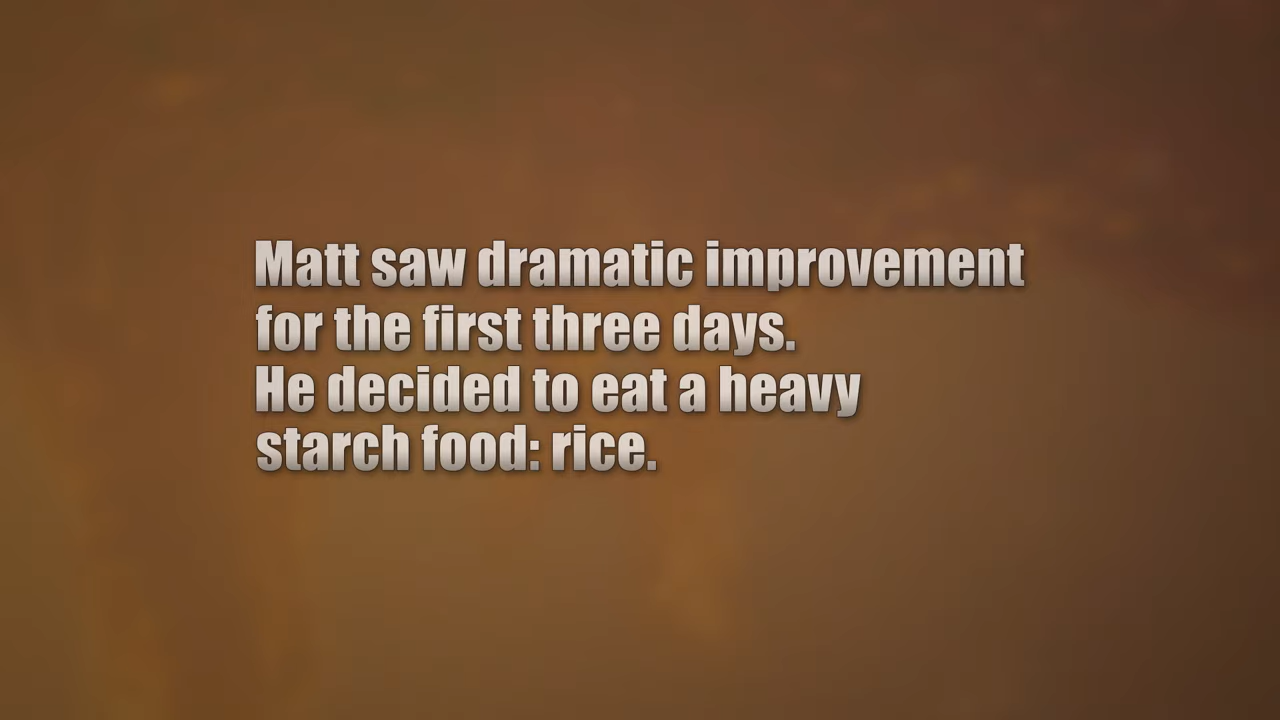 Matt saw dramatic improvement
for the first three days.
He decided to eat a heavy
starch food: rice.